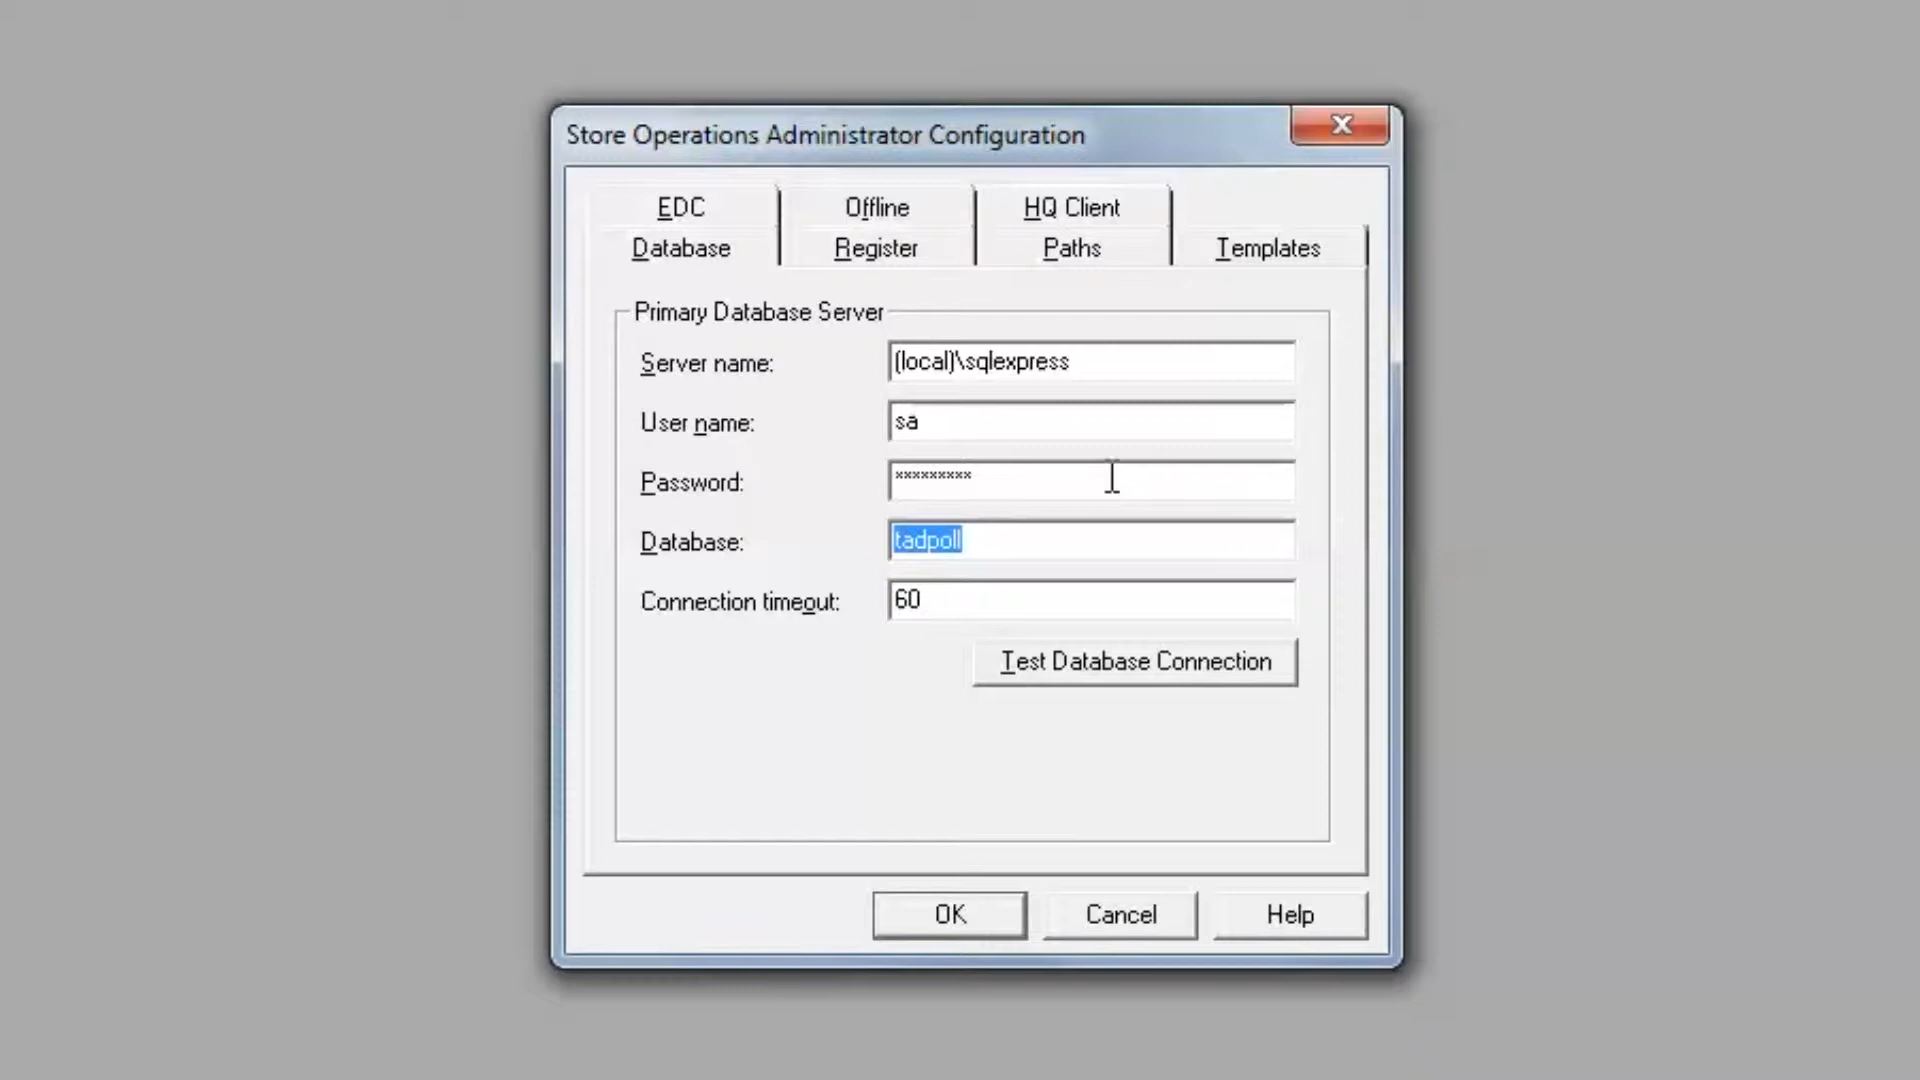 Store Operations Administrator Configuration
EDC Offline HQ Client
Database Register Paths Templates
Primary Database Server
Server name: (local)\sqlexpress
User name: sa
Password: xxxxxxxxx
Database: tadpoll
Connection timeout: 60
Test Database Connection
OK Cancel Help